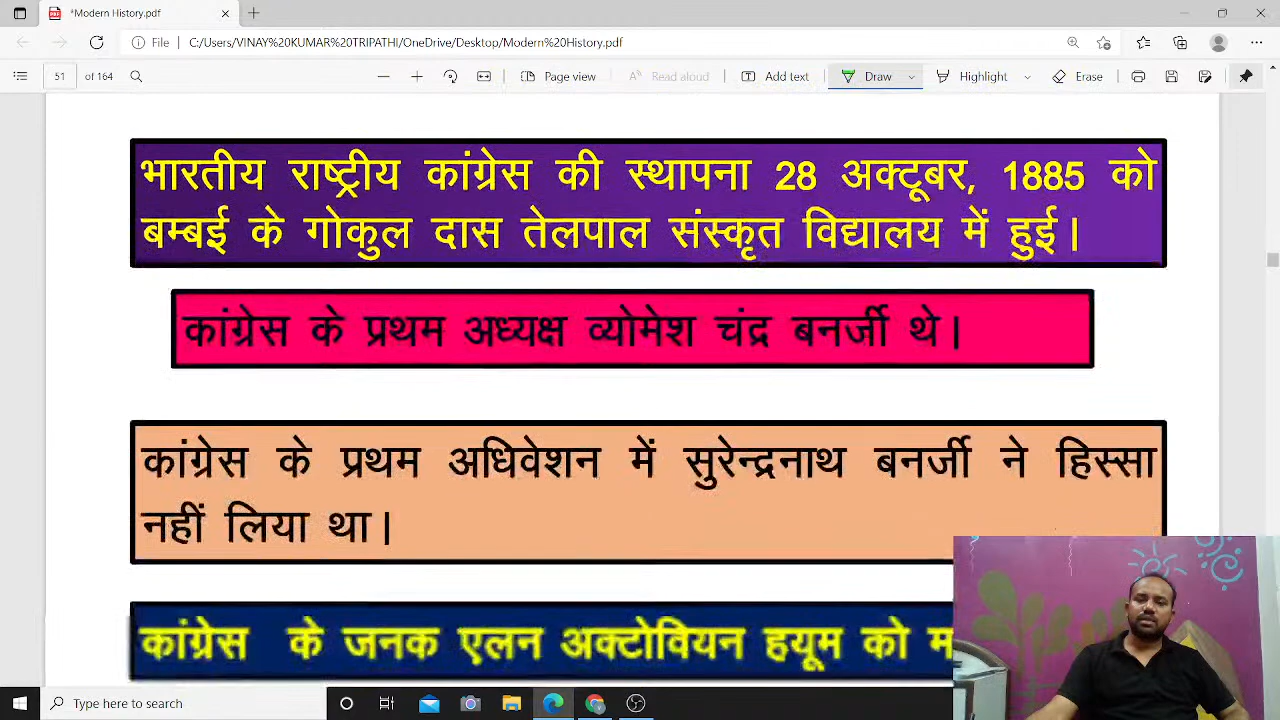 *Modern History.pdf
File
C:/Users/VINAY%20KUMAR%20TRIPATHI/OneDrive/Desktop/Modern%20History.pdf
51 of 164
Page view
Read aloud
Add text
Draw
Highlight
Erase
भारतीय राष्ट्रीय कांग्रेस की स्थापना 28 अक्टूबर, 1885 को
बम्बई के गोकुल दास तेलपाल संस्कृत विद्यालय में हुई।
कांग्रेस के प्रथम अध्यक्ष व्योमेश चंद्र बनर्जी थे।
कांग्रेस के प्रथम अधिवेशन में सुरेन्द्रनाथ बनर्जी ने हिस्सा
नहीं लिया था।
कांग्रेस के जनक एलन अक्टोवियन हयूम को
Type here to search